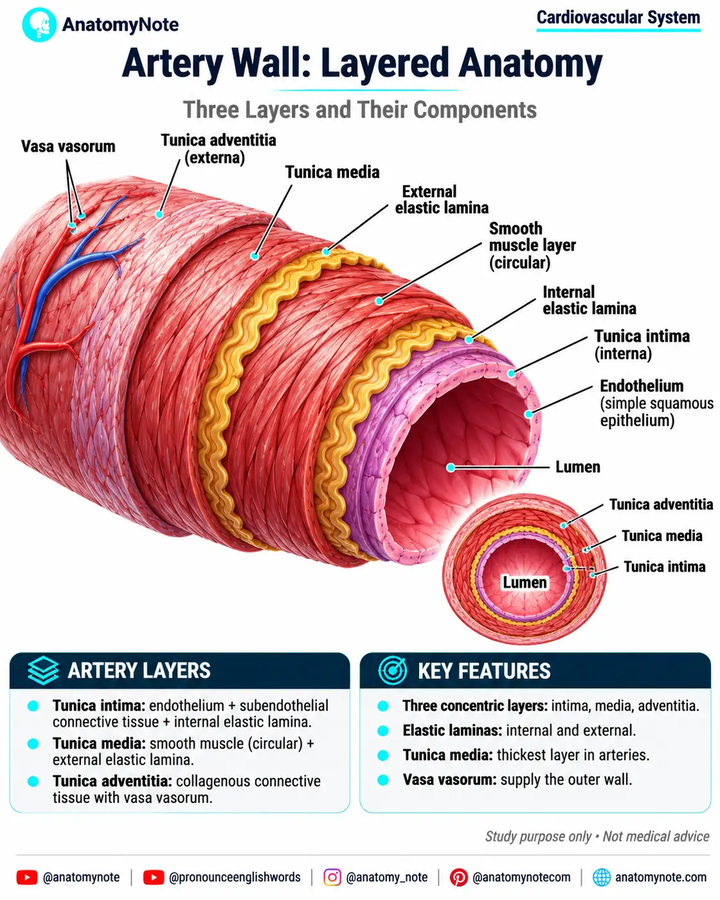 AnatomyNote
Cardiovascular System
Artery Wall: Layered Anatomy
Three Layers and Their Components
Vasa vasorum
Tunica adventitia
(externa)
Tunica media
External
elastic lamina
Smooth
muscle layer
(circular)
Internal
elastic lamina
Tunica intima
(interna)
Endothelium
(simple squamous
epithelium)
Lumen
Tunica adventitia
Tunica media
Tunica intima
Lumen
ARTERY LAYERS
Tunica intima: endothelium + subendothelial
connective tissue + internal elastic lamina.
Tunica media: smooth muscle (circular) +
external elastic lamina.
Tunica adventitia: collagenous connective
tissue with vasa vasorum.
KEY FEATURES
Three concentric layers: intima, media, adventitia.
Elastic laminas: internal and external.
Tunica media: thickest layer in arteries.
Vasa vasorum: supply the outer wall.
Study purpose only • Not medical advice
@anatomynote | @pronounceenglishwords | @anatomy_note | @anatomynotecom | anatomynote.com